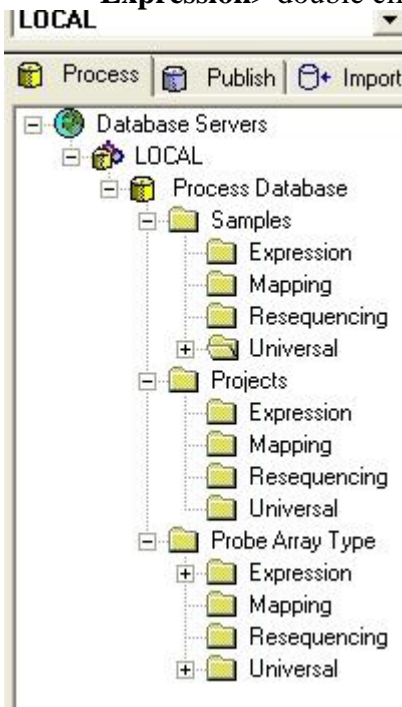 Expression> double
LOCAL
Process Publish Import
Database Servers
LOCAL
Process Database
Samples
Expression
Mapping
Resequencing
Universal
Projects
Expression
Mapping
Resequencing
Universal
Probe Array Type
Expression
Mapping
Resequencing
Universal